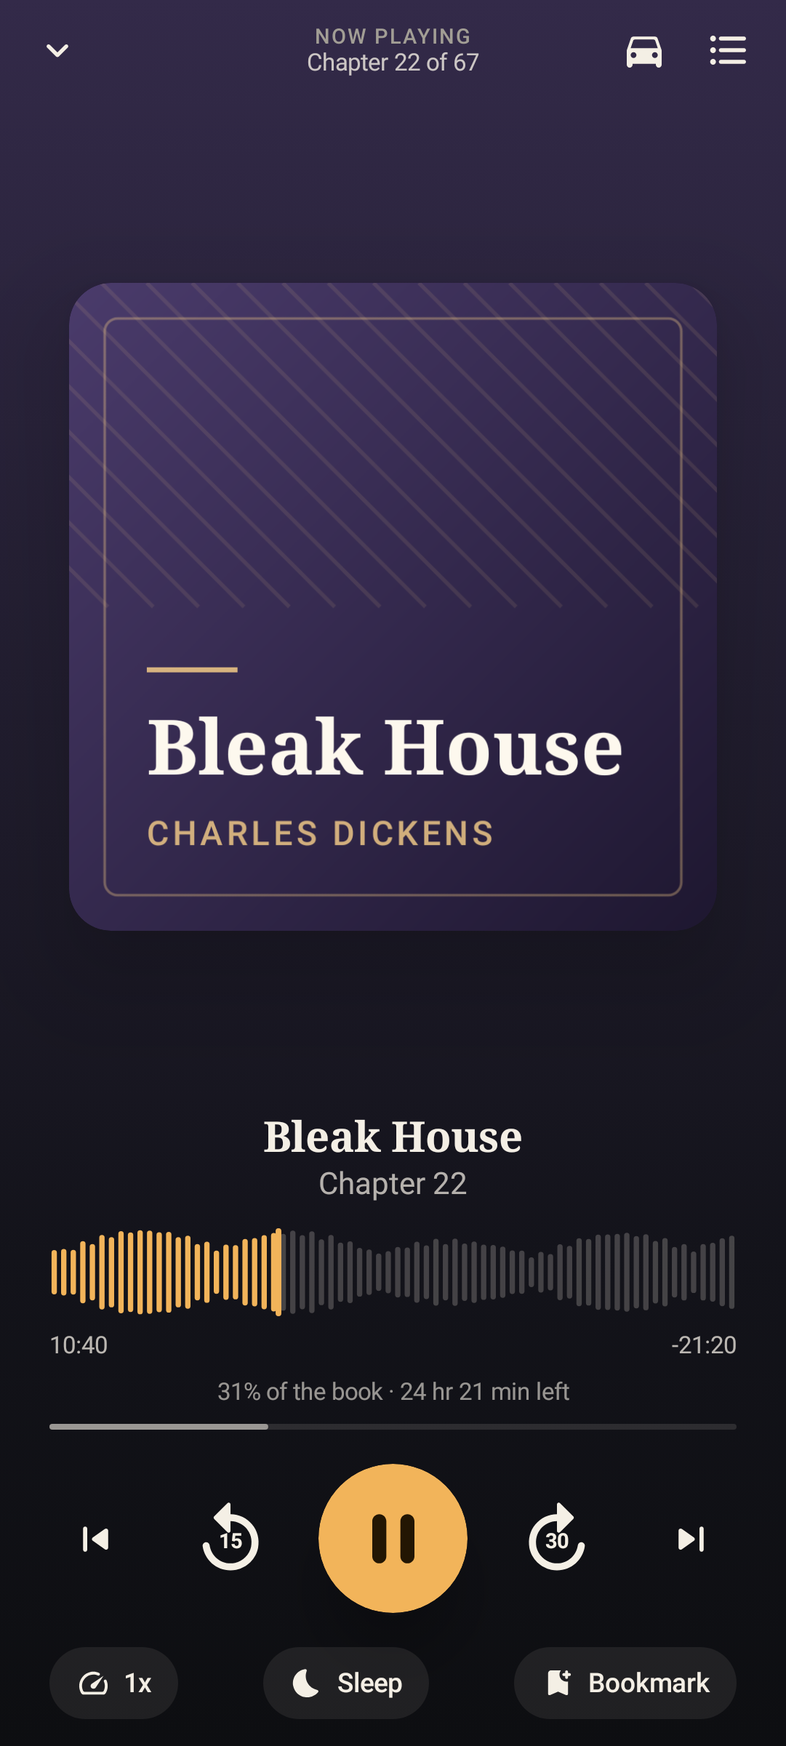 NOW PLAYING
Chapter 22 of 67
Bleak House
CHARLES DICKENS
Bleak House
Chapter 22
10:40
-21:20
31% of the book · 24 hr 21 min left
15
30
1x
Sleep
Bookmark